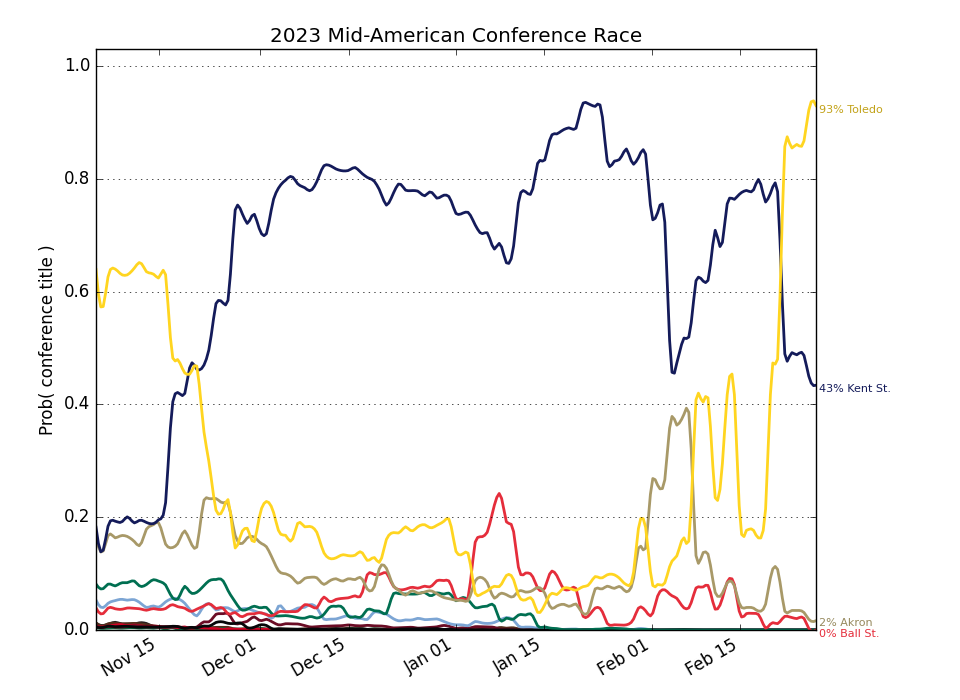 2023 Mid-American Conference Race
Prob( conference title )
1.0
0.8
0.6
0.4
0.2
0.0
Nov 15
Dec 01
Dec 15
Jan 01
Jan 15
Feb 01
Feb 15
93% Toledo
43% Kent St.
2% Akron
0% Ball St.